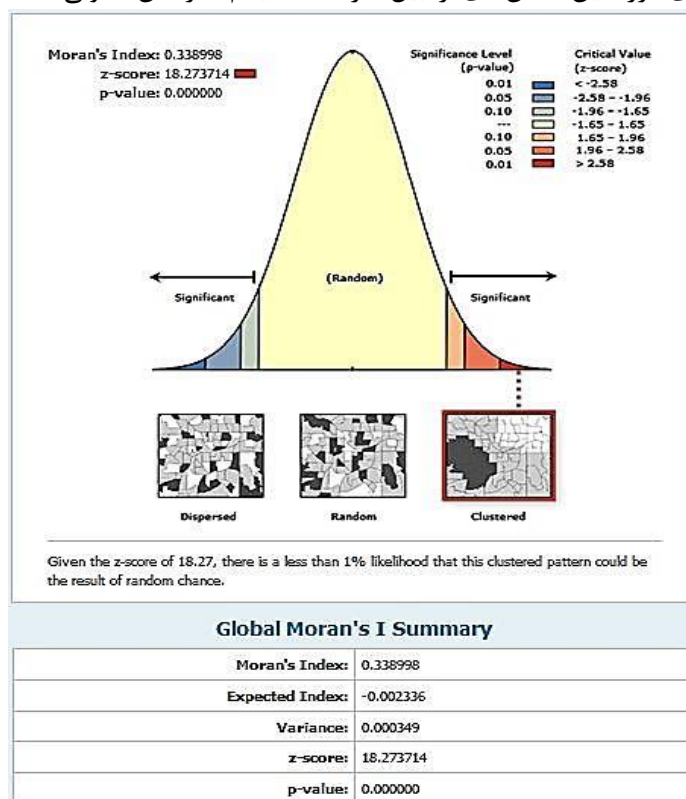 Moran's Index: 0.338998
z-score: 18.273714
p-value: 0.000000
Significance Level
(p-value)
Critical Value
(z-score)
0.01 < -2.58
0.05 -2.58 - -1.96
0.10 -1.96 - -1.65
--- -1.65 - 1.65
0.10 1.65 - 1.96
0.05 1.96 - 2.58
0.01 > 2.58
(Random)
Significant
Significant
Dispersed
Random
Clustered
Given the z-score of 18.27, there is a less than 1% likelihood that this clustered pattern could be
the result of random chance.
Global Moran's I Summary
Moran's Index: 0.338998
Expected Index: -0.002336
Variance: 0.000349
z-score: 18.273714
p-value: 0.000000